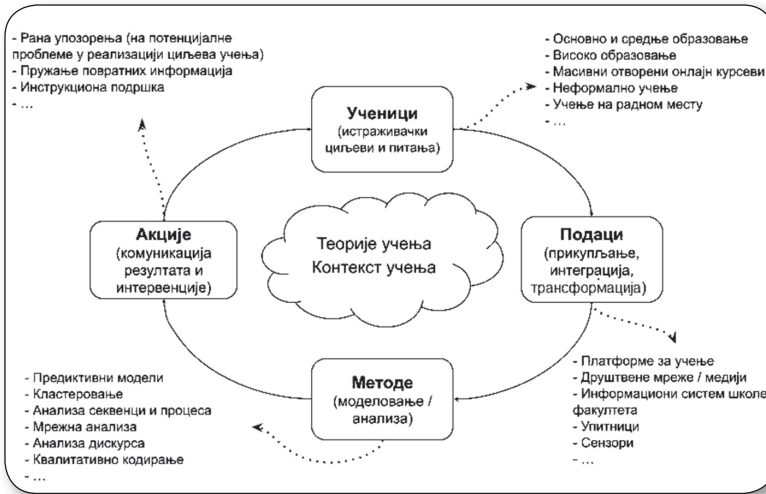 - Рана упозорења (на потенцијалне
проблеме у реализацији циљева учења)
- Пружање повратних информација
- Инструкциона подршка
- ...
- Основно и средње образовање
- Високо образовање
- Масивни отворени онлајн курсеви
- Неформално учење
- Учење на радном месту
- ...
Ученици
(истраживачки
циљеви и питања)
Акције
(комуникација
резултата и
интервенције)
Теорије учења
Контекст учења
Подаци
(прикупљање,
интеграција,
трансформација)
Методе
(моделовање /
анализа)
- Предиктивни модели
- Кластеровање
- Анализа секвенци и процеса
- Мрежна анализа
- Анализа дискурса
- Квалитативно кодирање
- ...
- Платформе за учење
- Друштвене мреже / медији
- Информациони систем школе
факултета
- Упитници
- Сензори
- ...